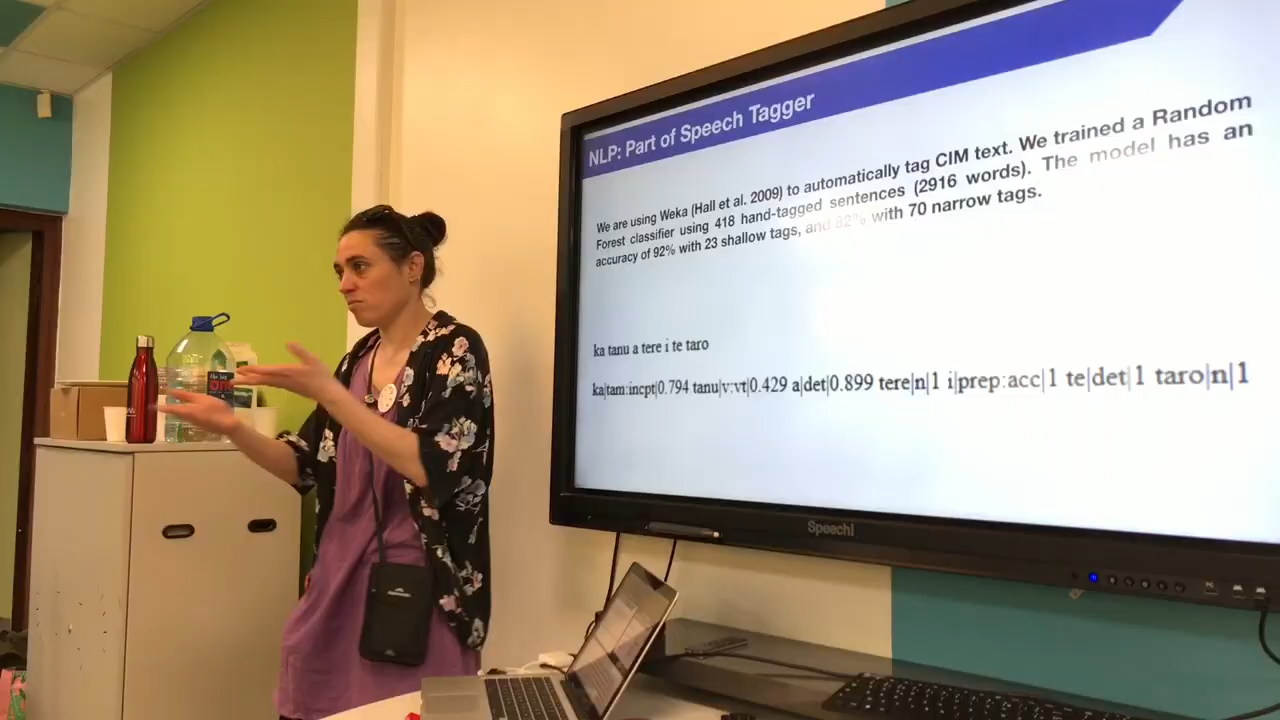 NLP: Part of Speech Tagger
We are using Weka (Hall et al. 2009) to automatically tag CIM text. We trained a Random
Forest classifier using 418 hand-tagged sentences (2916 words). The model has an
accuracy of 92% with 23 shallow tags, and 82% with 70 narrow tags.
ka tanu a tere i te taro
ka|tam:incpt|0.794 tanu|v:vt|0.429 a|det|0.899 tere|n|1 i|prep:acc|1 te|det|1 taro|n|1
Speechi